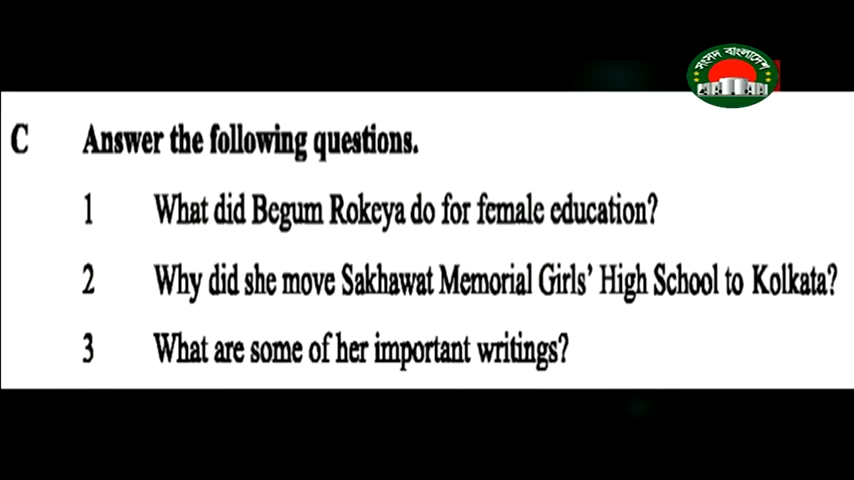 সংসদ বাংলাদেশ
C Answer the following questions.
1 What did Begum Rokeya do for female education?
2 Why did she move Sakhawat Memorial Girls' High School to Kolkata?
3 What are some of her important writings?